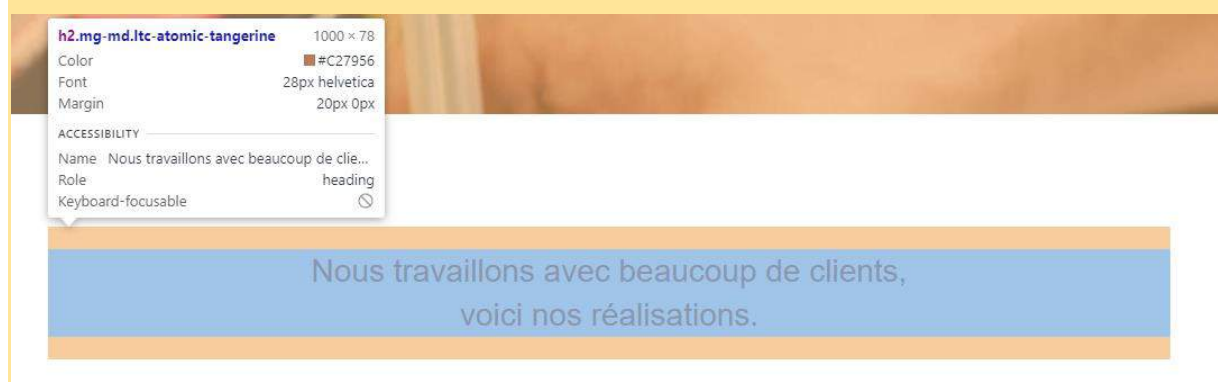 h2.mg-md.ltc-atomic-tangerine 1000 × 78
Color #C27956
Font 28px helvetica
Margin 20px 0px
ACCESSIBILITY
Name Nous travaillons avec beaucoup de clie...
Role heading
Keyboard-focusable
Nous travaillons avec beaucoup de clients,
voici nos réalisations.